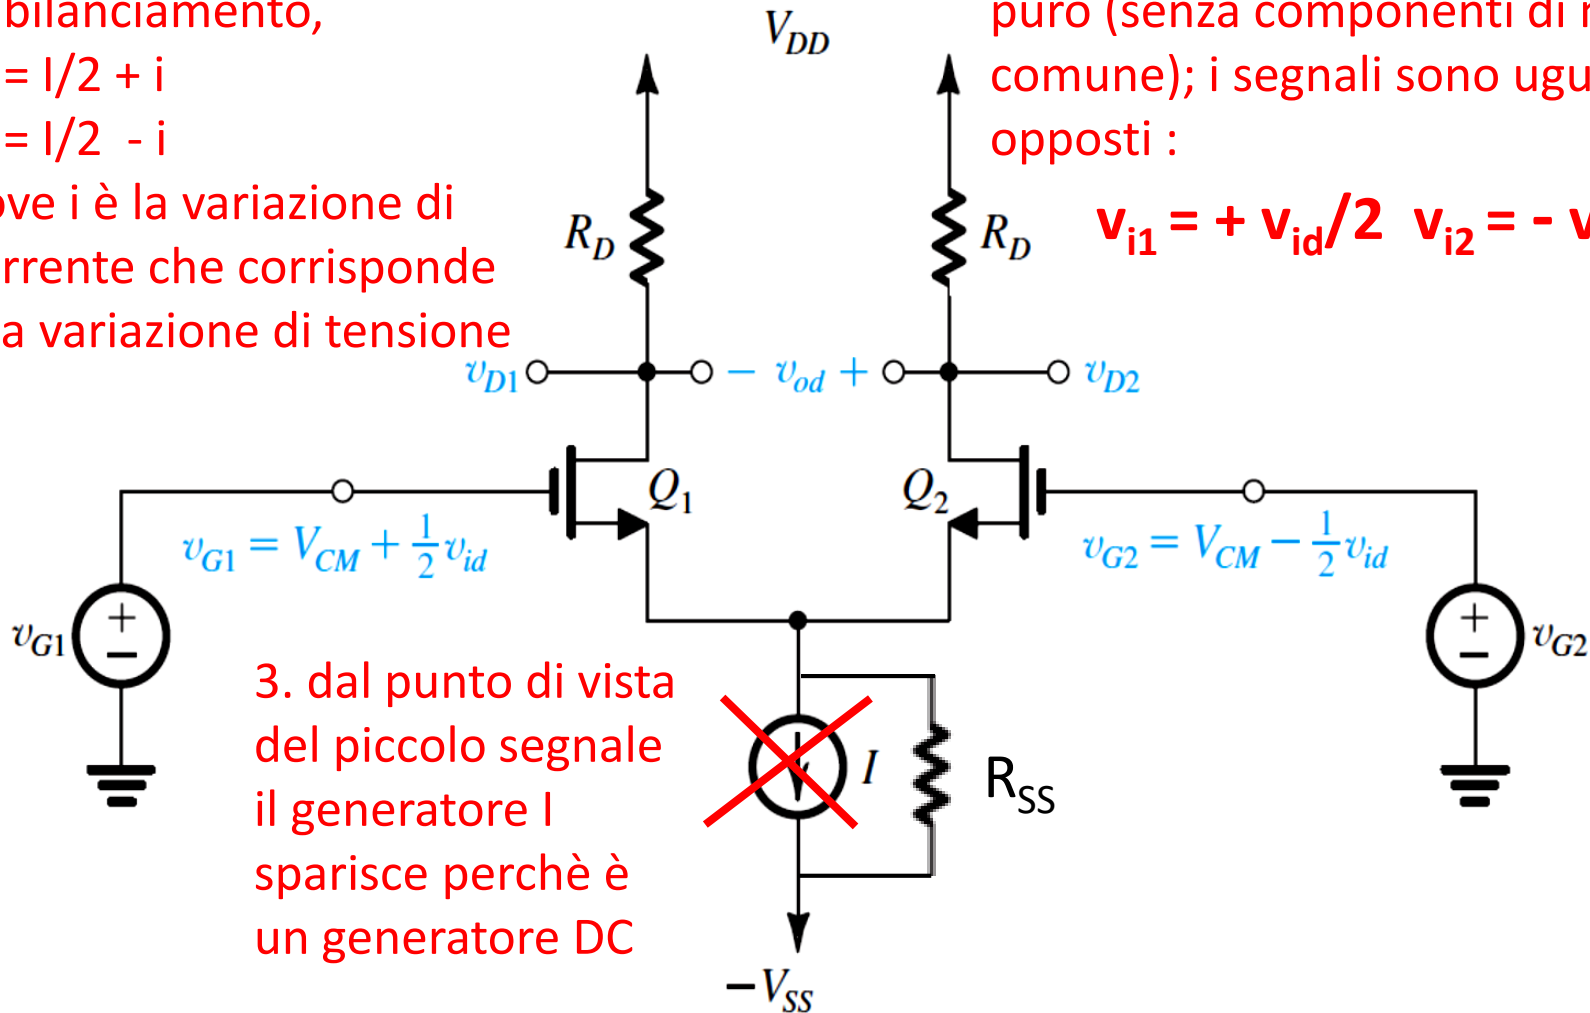 bilanciamento,
= I/2 + i
= I/2 - i
ve i è la variazione di
rrente che corrisponde
a variazione di tensione
V_DD
puro (senza componenti di
comune); i segnali sono ugu
opposti :
v_i1 = + v_id/2 v_i2 = -
R_D
R_D
v_D1
− v_od +
v_D2
Q_1
Q_2
v_G1 = V_CM + 1/2 v_id
v_G2 = V_CM − 1/2 v_id
v_G1
+
−
v_G2
+
−
3. dal punto di vista
del piccolo segnale
il generatore I
sparisce perchè è
un generatore DC
I
R_SS
−V_SS